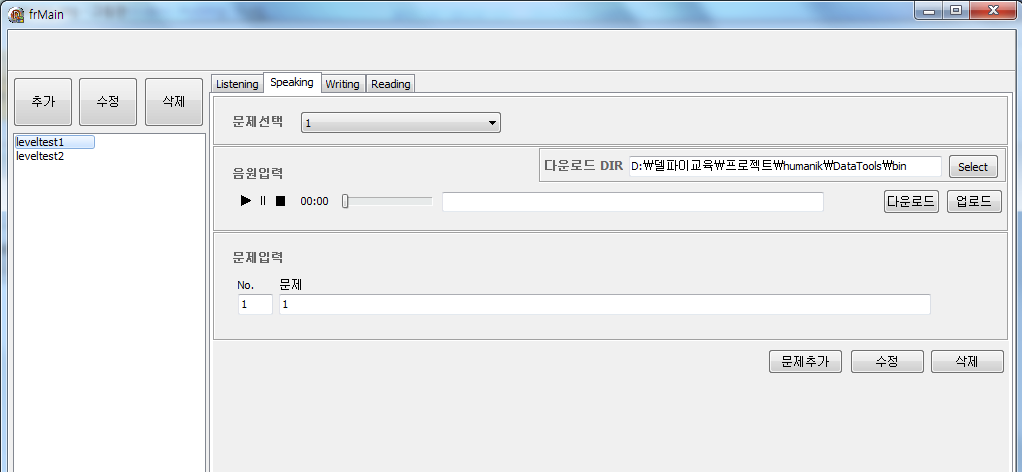 frMain
추가 수정 삭제
leveltest1
leveltest2
Listening Speaking Writing Reading
문제선택 1
다운로드 DIR D:₩델파이교육₩프로젝트₩humanik₩DataTools₩bin Select
음원입력
00:00
다운로드 업로드
문제입력
No. 문제
1 1
문제추가 수정 삭제